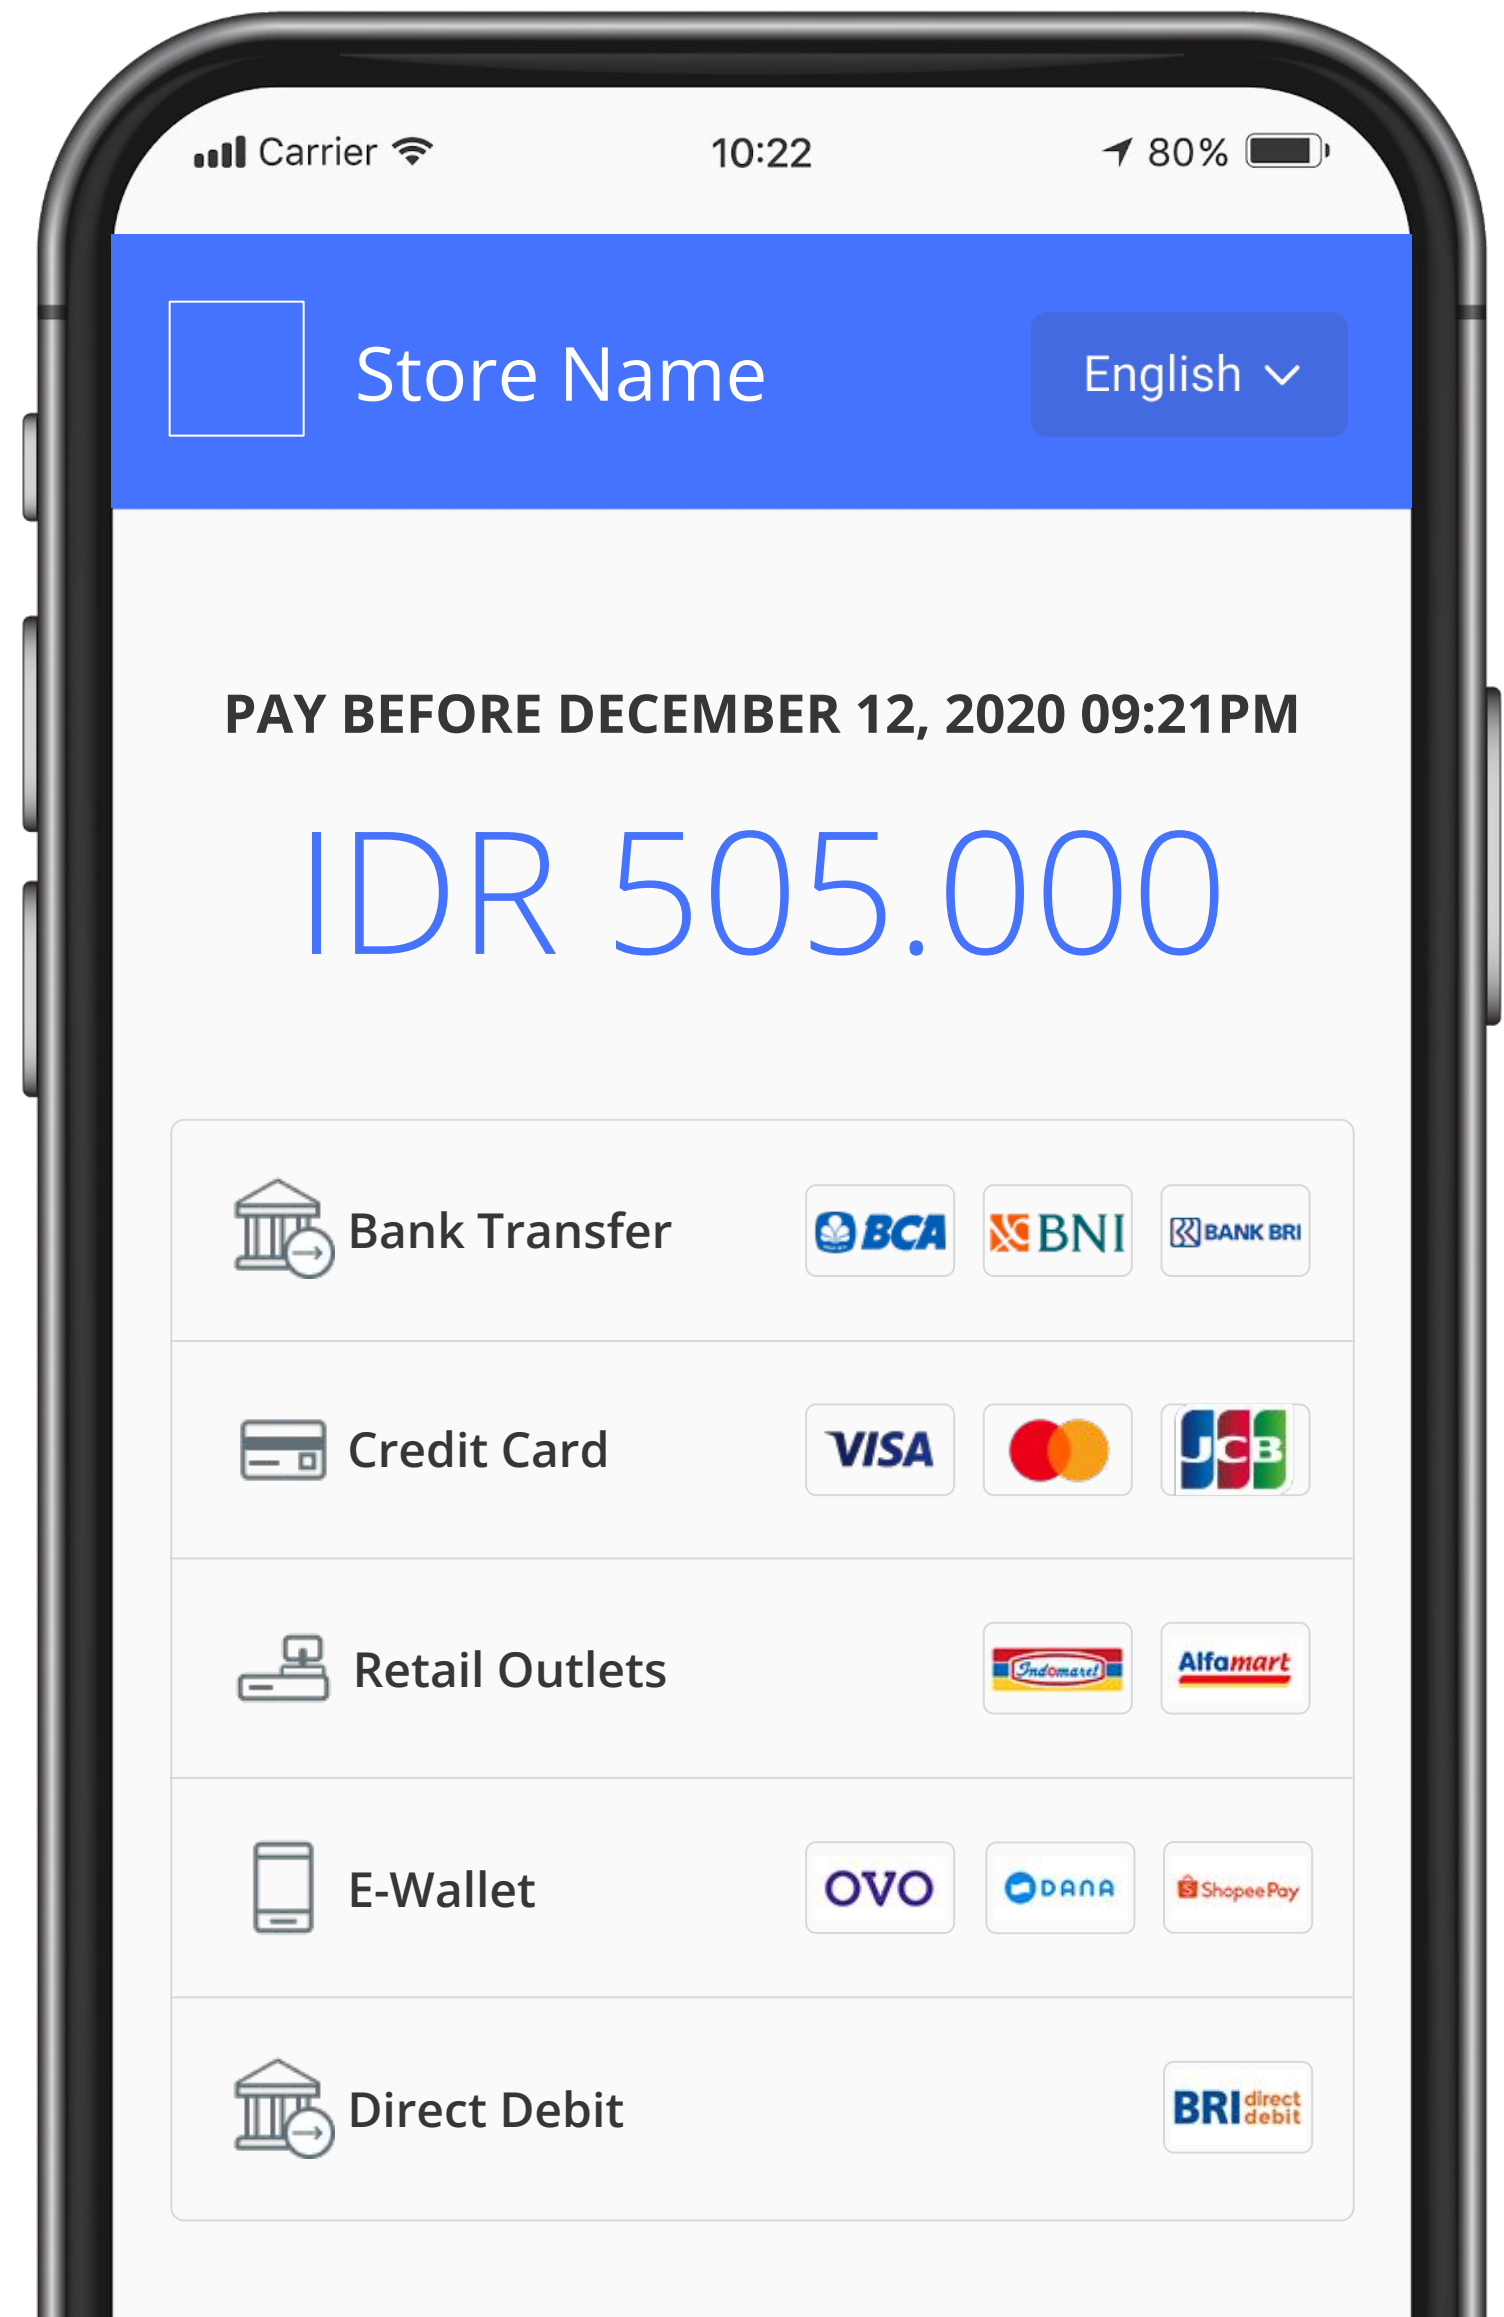 Carrier 10:22 80%
Store Name English
PAY BEFORE DECEMBER 12, 2020 09:21PM
IDR 505.000
Bank Transfer BCA BNI BANK BRI
Credit Card VISA JCB
Retail Outlets Indomaret Alfamart
E-Wallet OVO DANA ShopeePay
Direct Debit BRI direct debit